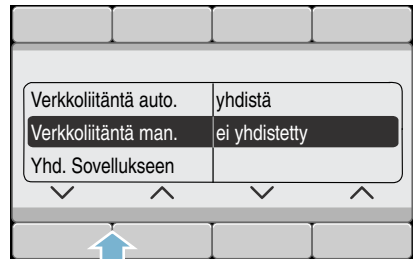 Verkkoliitäntä auto. yhdistä
Verkkoliitäntä man. ei yhdistetty
Yhd. Sovellukseen